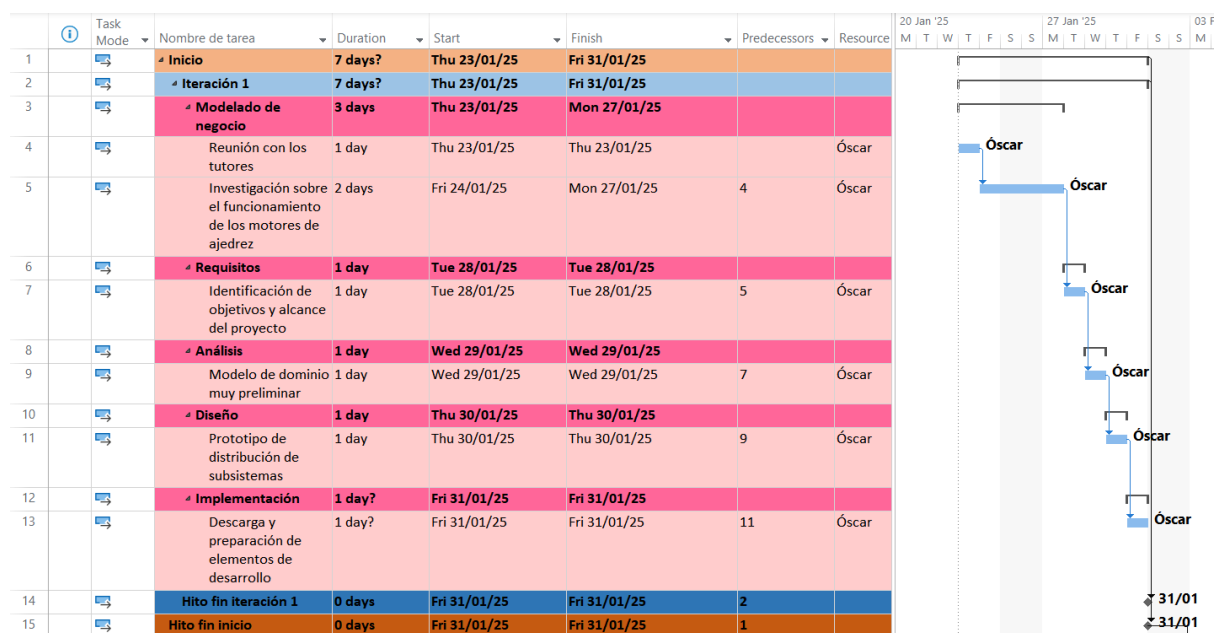 20 Jan '25 27 Jan '25 03 F
Task Mode Nombre de tarea Duration Start Finish Predecessors Resource M T W T F S S M T W T F S S M
1 Inicio 7 days? Thu 23/01/25 Fri 31/01/25
2 Iteración 1 7 days? Thu 23/01/25 Fri 31/01/25
3 Modelado de negocio 3 days Thu 23/01/25 Mon 27/01/25
4 Reunión con los tutores 1 day Thu 23/01/25 Thu 23/01/25 Óscar Óscar
5 Investigación sobre 2 days Fri 24/01/25 Mon 27/01/25 4 Óscar Óscar
el funcionamiento
de los motores de
ajedrez
6 Requisitos 1 day Tue 28/01/25 Tue 28/01/25
7 Identificación de 1 day Tue 28/01/25 Tue 28/01/25 5 Óscar Óscar
objetivos y alcance
del proyecto
8 Análisis 1 day Wed 29/01/25 Wed 29/01/25
9 Modelo de dominio 1 day Wed 29/01/25 Wed 29/01/25 7 Óscar Óscar
muy preliminar
10 Diseño 1 day Thu 30/01/25 Thu 30/01/25
11 Prototipo de 1 day Thu 30/01/25 Thu 30/01/25 9 Óscar Óscar
distribución de
subsistemas
12 Implementación 1 day? Fri 31/01/25 Fri 31/01/25
13 Descarga y 1 day? Fri 31/01/25 Fri 31/01/25 11 Óscar Óscar
preparación de
elementos de
desarrollo
14 Hito fin iteración 1 0 days Fri 31/01/25 Fri 31/01/25 2 31/01
15 Hito fin inicio 0 days Fri 31/01/25 Fri 31/01/25 1 31/01